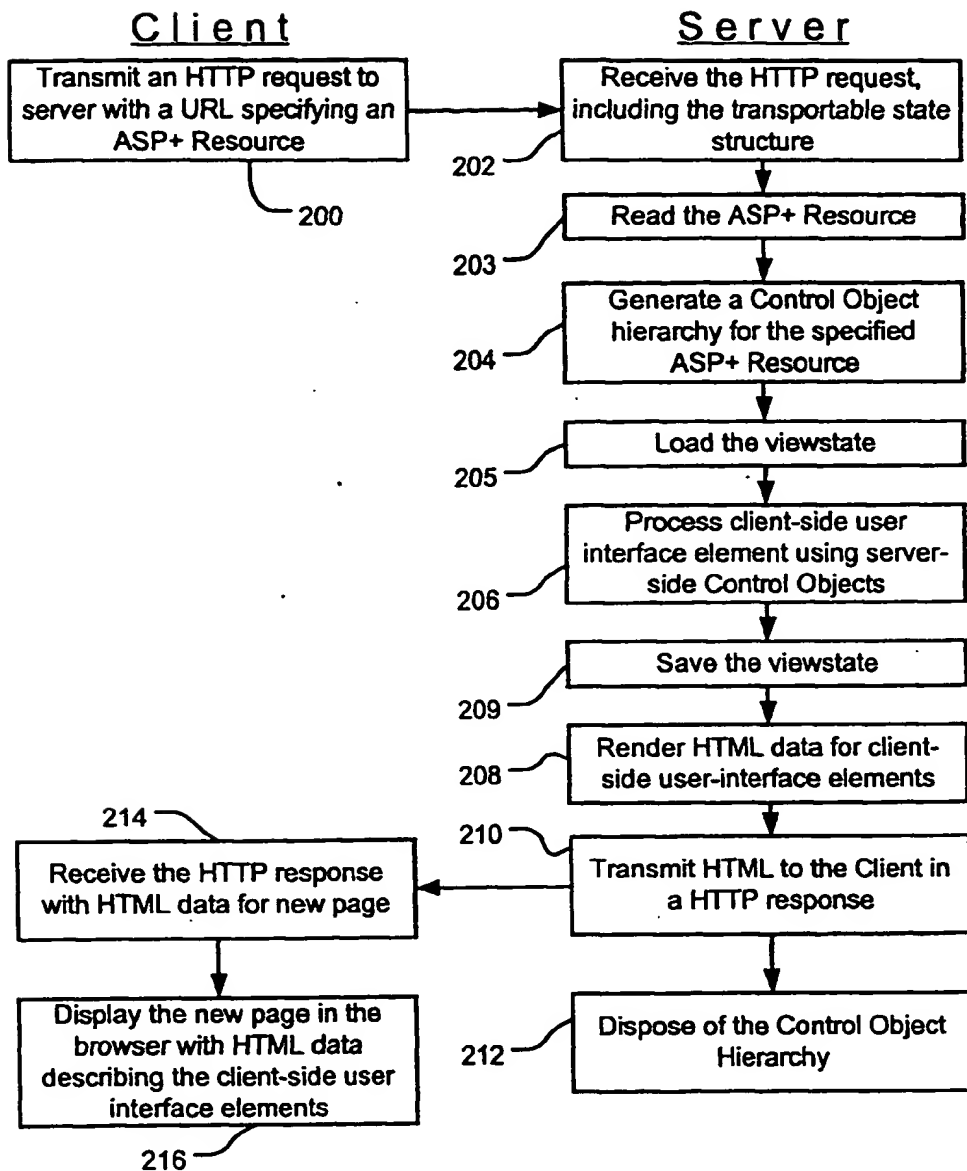 Client
Server
Transmit an HTTP request to
server with a URL specifying an
ASP+ Resource
200
Receive the HTTP request,
including the transportable state
structure
202
Read the ASP+ Resource
203
Generate a Control Object
hierarchy for the specified
ASP+ Resource
204
Load the viewstate
205
Process client-side user
interface element using server-
side Control Objects
206
Save the viewstate
209
Render HTML data for client-
side user-interface elements
208
210
Transmit HTML to the Client in
a HTTP response
214
Receive the HTTP response
with HTML data for new page
Dispose of the Control Object
Hierarchy
212
Display the new page in the
browser with HTML data
describing the client-side user
interface elements
216